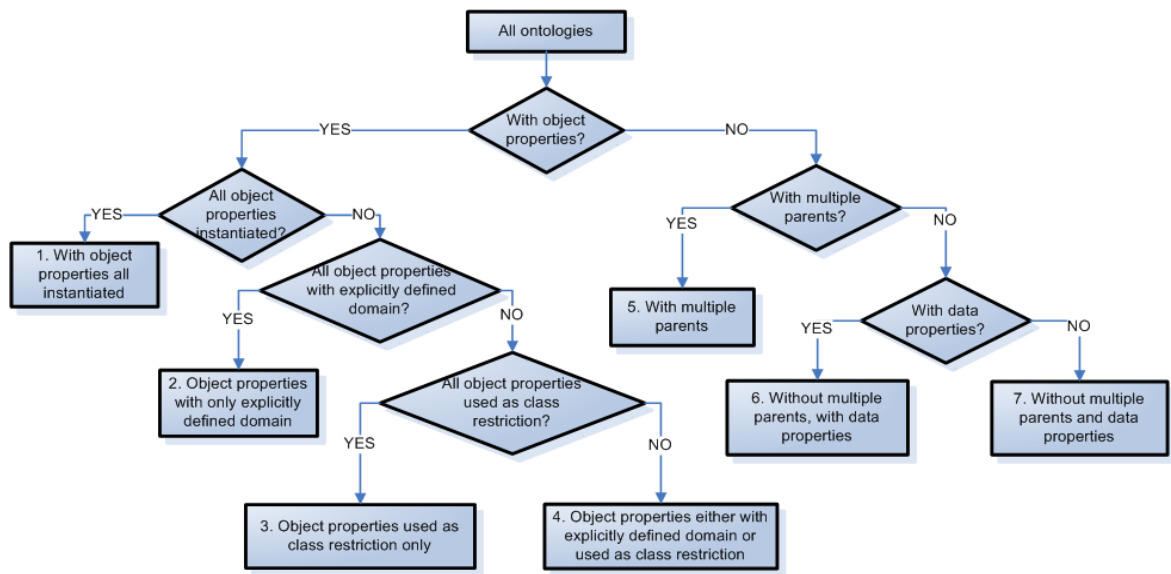 All ontologies
With object
properties?
YES
NO
All object
properties
instantiated?
With multiple
parents?
YES
NO
YES
NO
1. With object
properties all
instantiated
All object properties
with explicitly defined
domain?
5. With multiple
parents
With data
properties?
YES
NO
YES
NO
2. Object properties
with only explicitly
defined domain
All object properties
used as class
restriction?
6. Without multiple
parents, with data
properties
7. Without multiple
parents and data
properties
YES
NO
3. Object properties used as
class restriction only
4. Object properties either with
explicitly defined domain or
used as class restriction